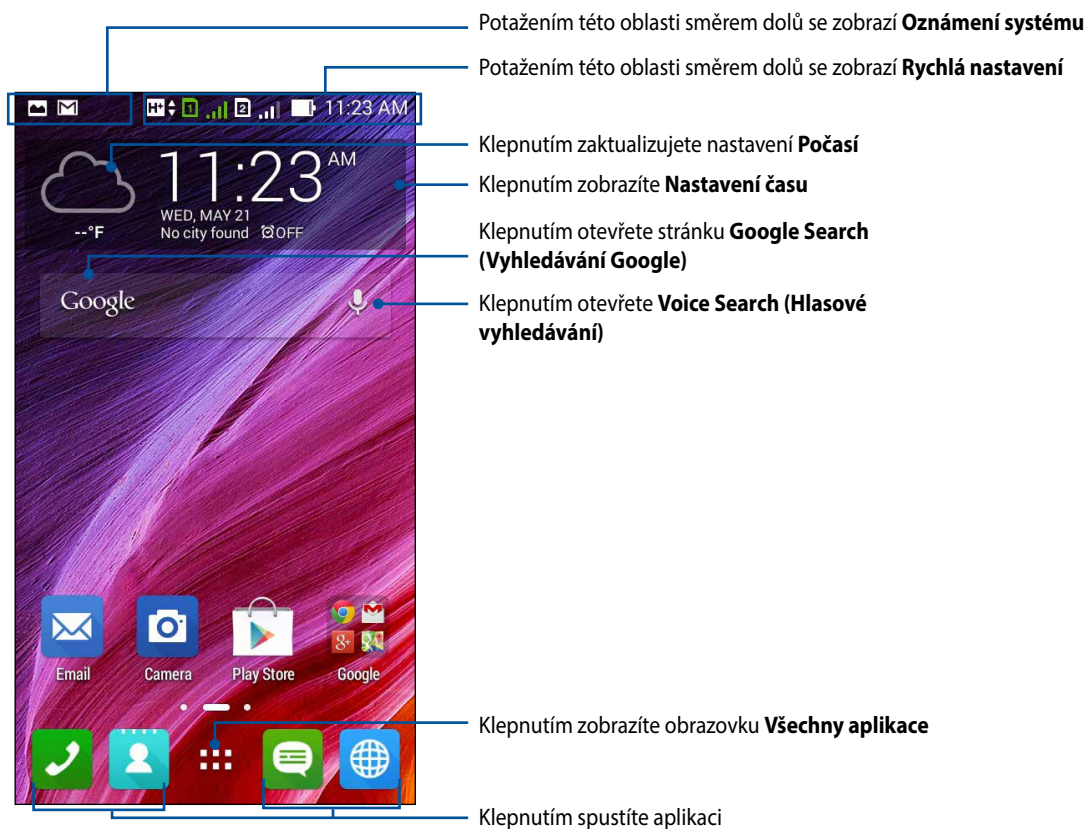 Potažením této oblasti směrem dolů se zobrazí Oznámení systému
Potažením této oblasti směrem dolů se zobrazí Rychlá nastavení
H+ 1 2 11:23 AM
Klepnutím zaktualizujete nastavení Počasí
Klepnutím zobrazíte Nastavení času
11:23 AM
WED, MAY 21
--°F
No city found OFF
Klepnutím otevřete stránku Google Search
(Vyhledávání Google)
Google
Klepnutím otevřete Voice Search (Hlasové
vyhledávání)
8+
Email
Camera
Play Store
Google
Klepnutím zobrazíte obrazovku Všechny aplikace
Klepnutím spustíte aplikaci